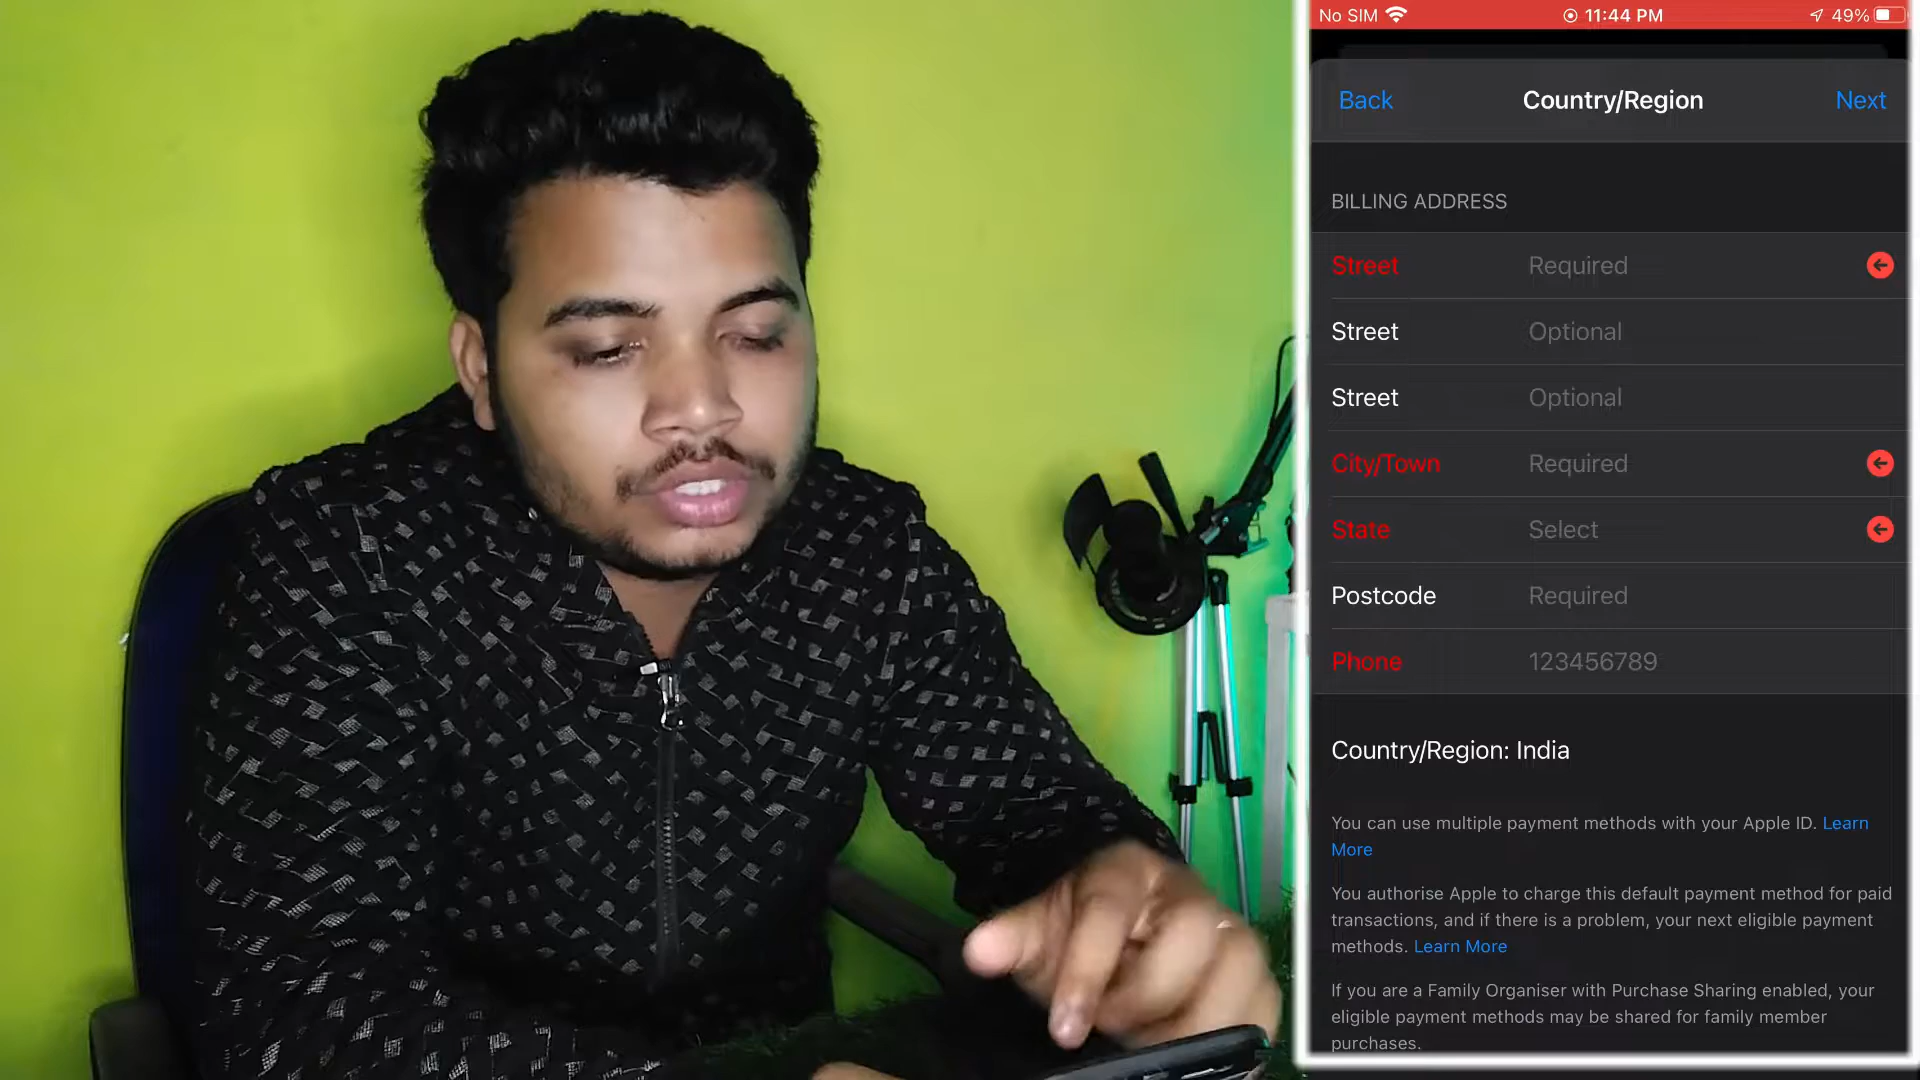 No SIM 11:44 PM 49%
Back Country/Region Next
BILLING ADDRESS
Street Required
Street Optional
Street Optional
City/Town Required
State Select
Postcode Required
Phone 123456789
Country/Region: India
You can use multiple payment methods with your Apple ID. Learn
More
You authorise Apple to charge this default payment method for paid
transactions, and if there is a problem, your next eligible payment
methods. Learn More
If you are a Family Organiser with Purchase Sharing enabled, your
eligible payment methods may be shared for family member
purchases.